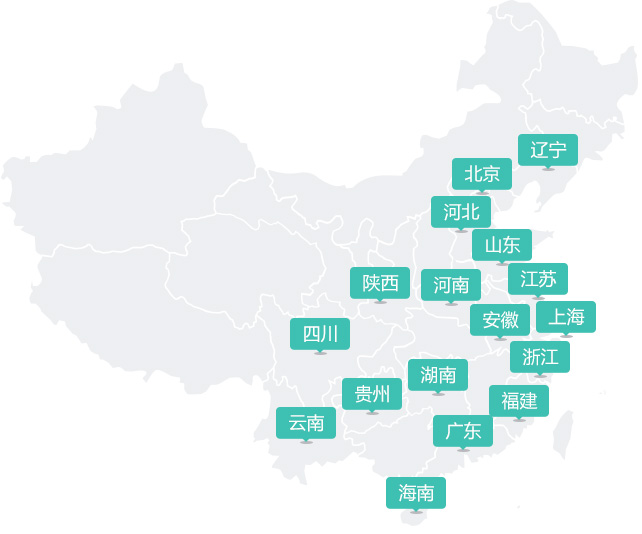 辽宁
北京
河北
山东
江苏
陕西
河南
安徽
上海
四川
浙江
湖南
贵州
福建
云南
广东
海南